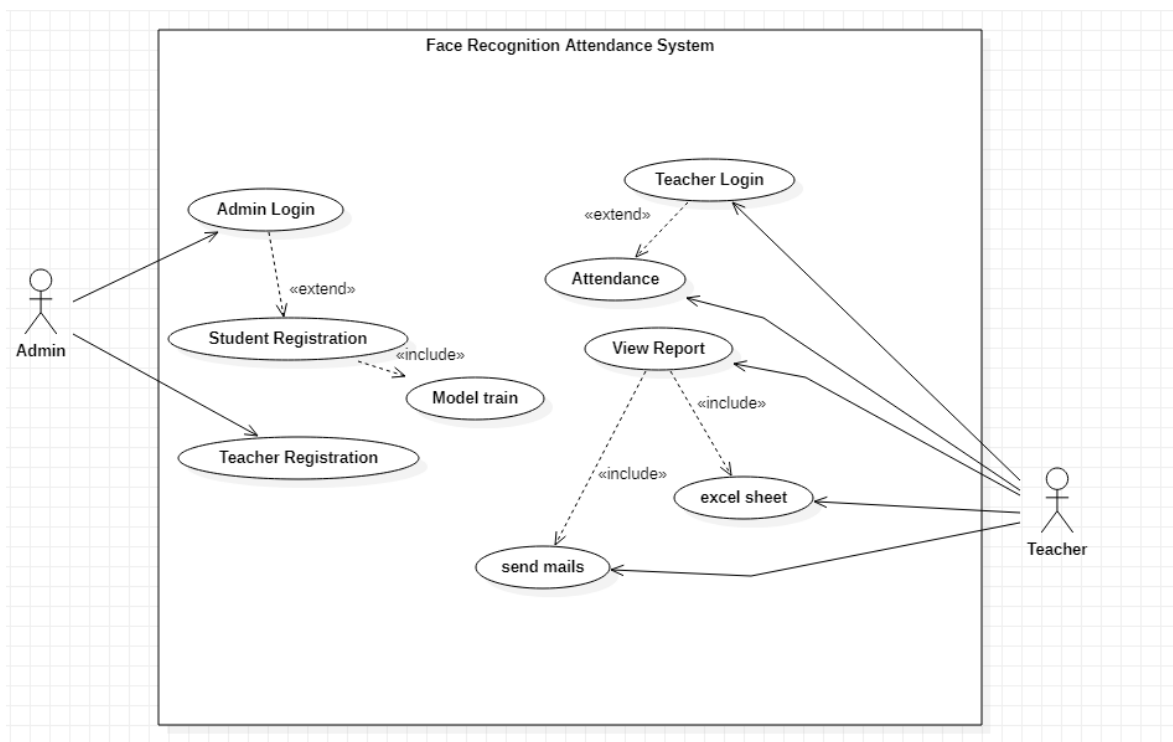 Face Recognition Attendance System
Teacher Login
Admin Login
«extend»
Attendance
«extend»
Student Registration
View Report
«include»
Admin
Model train
«include»
Teacher Registration
«include»
excel sheet
Teacher
send mails